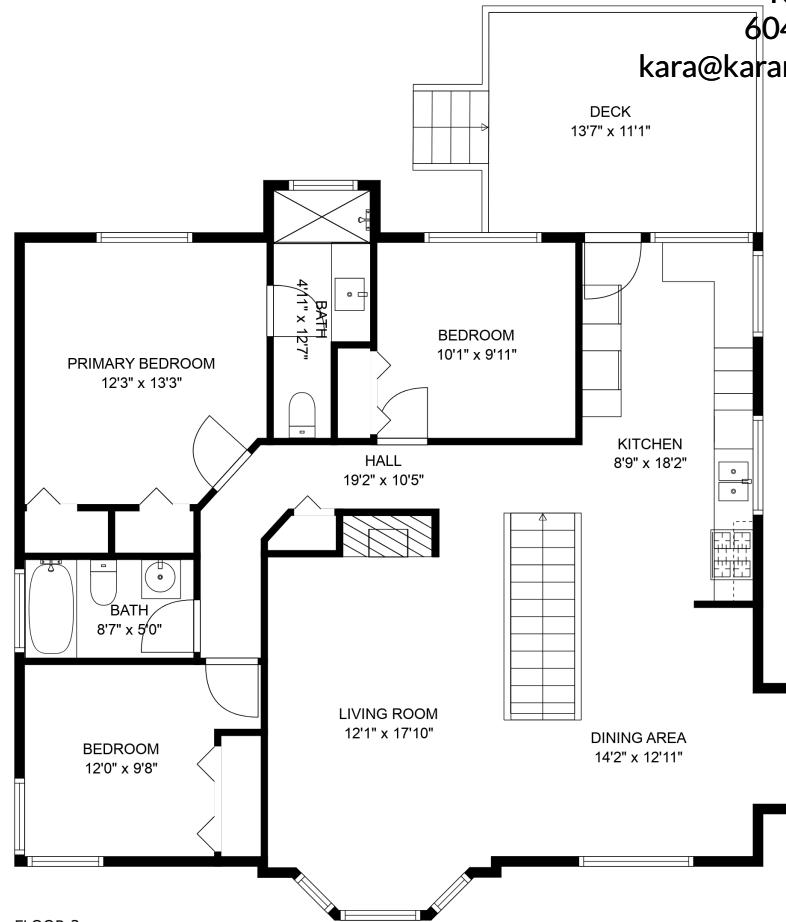 604
kara@karar
DECK
13'7" x 11'1"
BATH
4'11" x 12'7"
BEDROOM
10'1" x 9'11"
PRIMARY BEDROOM
12'3" x 13'3"
HALL
19'2" x 10'5"
KITCHEN
8'9" x 18'2"
BATH
8'7" x 5'0"
LIVING ROOM
12'1" x 17'10"
DINING AREA
14'2" x 12'11"
BEDROOM
12'0" x 9'8"